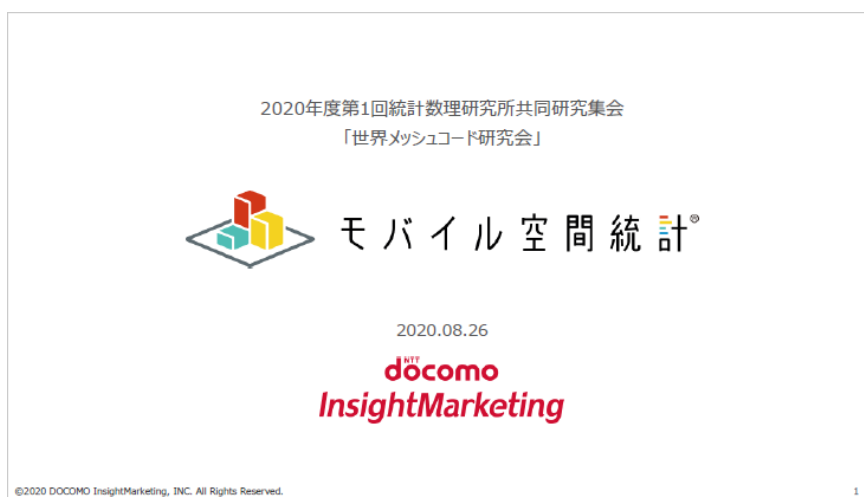 2020年度第1回統計数理研究所共同研究集会
「世界メッシュコード研究会」
モバイル空間統計®
2020.08.26
NTT
docomo
InsightMarketing
©2020 DOCOMO InsightMarketing, INC. All Rights Reserved.
1